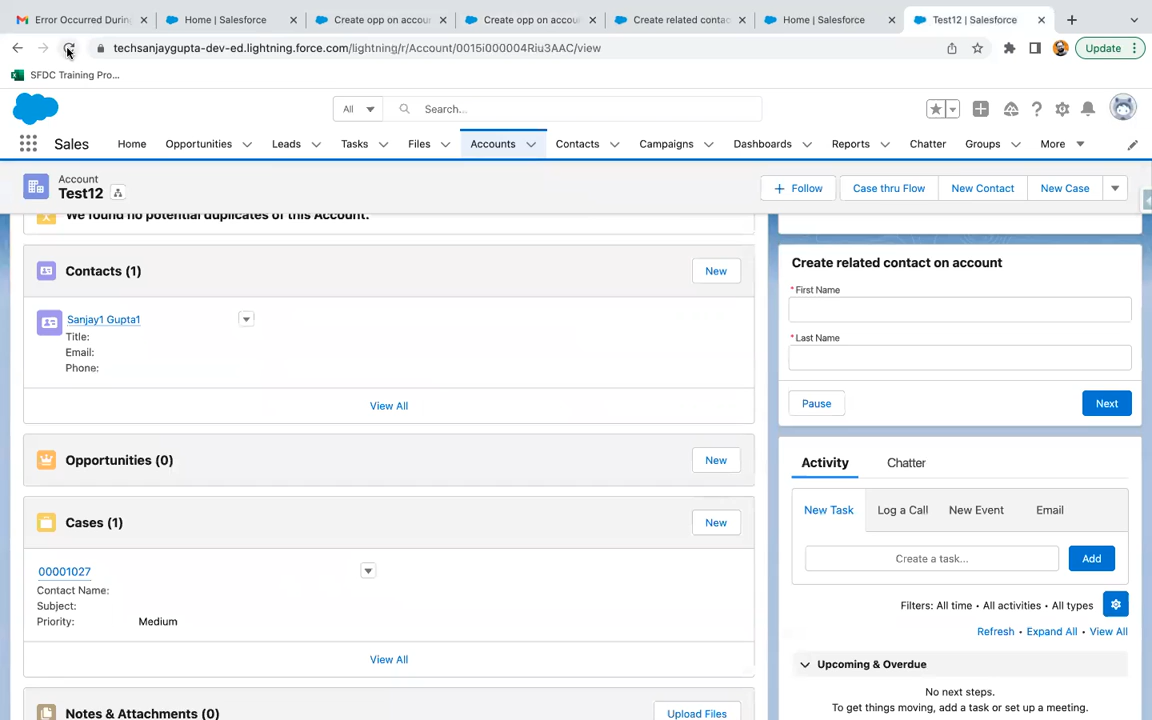 Error Occurred Durin
Home | Salesforce
Create opp on accou
Create opp on accou
Create related contac
Home | Salesforce
Test12 | Salesforce
techsanjaygupta-dev-ed.lightning.force.com/lightning/r/Account/0015i000004Riu3AAC/view
Update
SFDC Training Pro...
All
Search...
Sales
Home
Opportunities
Leads
Tasks
Files
Accounts
Contacts
Campaigns
Dashboards
Reports
Chatter
Groups
More
Account
Test12
Follow
Case thru Flow
New Contact
New Case
We found no potential duplicates of this Account.
Contacts (1)
New
Sanjay1 Gupta1
Title:
Email:
Phone:
View All
Opportunities (0)
New
Cases (1)
New
00001027
Contact Name:
Subject:
Priority: Medium
View All
Notes & Attachments (0)
Upload Files
Create related contact on account
* First Name
* Last Name
Pause
Next
Activity
Chatter
New Task
Log a Call
New Event
Email
Create a task...
Add
Filters: All time • All activities • All types
Refresh • Expand All • View All
Upcoming & Overdue
No next steps.
To get things moving, add a task or set up a meeting.